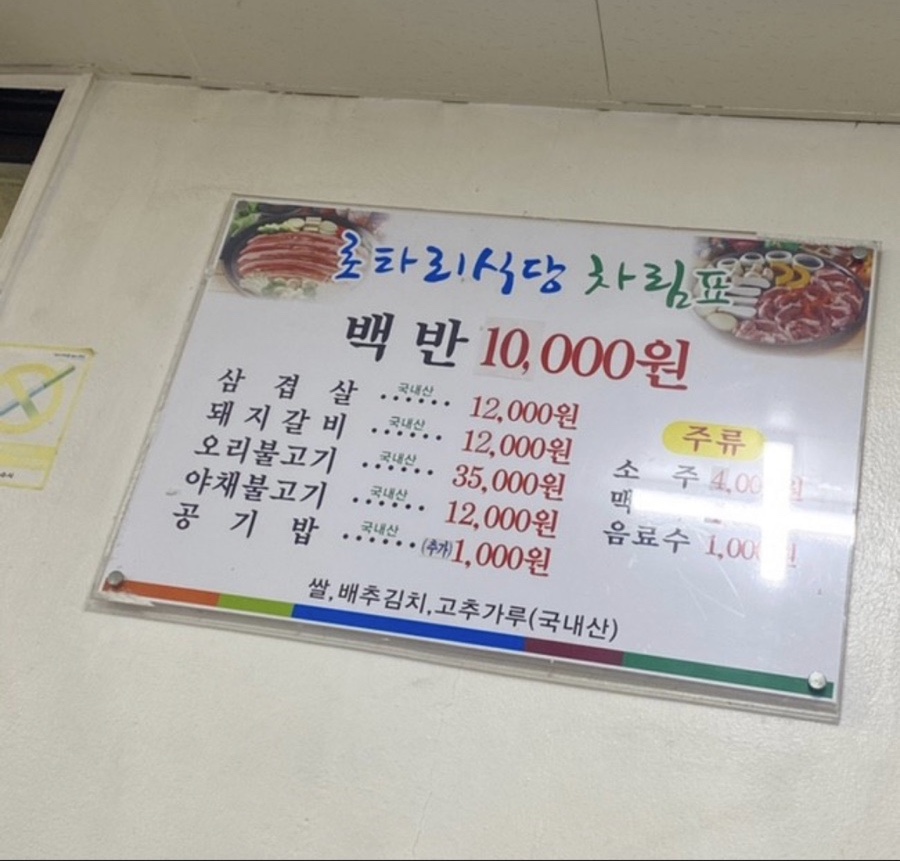 로타리식당 차림표
백 반 10,000원
삼 겹 살 국내산 ...... 12,000원
돼지갈비 국내산 ...... 12,000원
오리불고기 국내산 ...... 35,000원
야채불고기 국내산 ...... 12,000원
공 기 밥 국내산 ...... (추가)1,000원
주류
소 주
음료수
쌀,배추김치,고추가루(국내산)